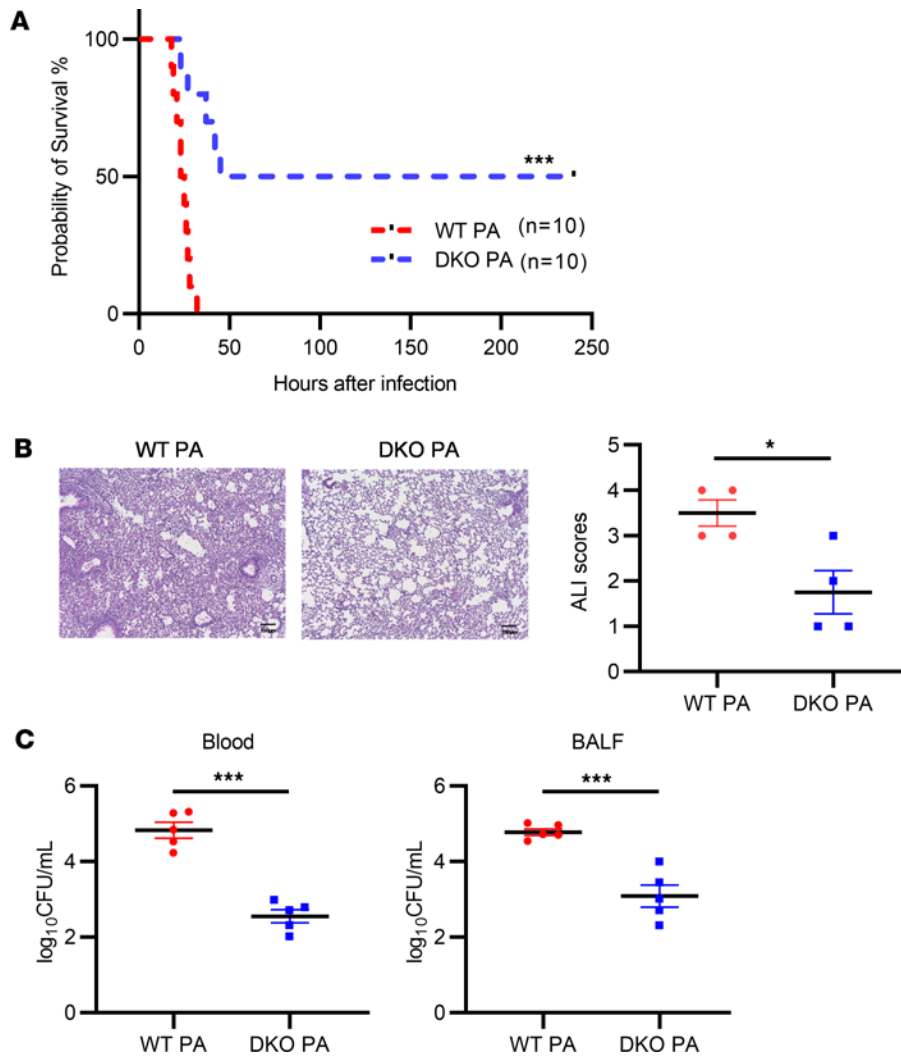 A
Probability of Survival %
100
50
0
***
WT PA (n=10)
DKO PA (n=10)
0 50 100 150 200 250
Hours after infection
B
WT PA
DKO PA
ALI scores
5
4
3
2
1
0
*
WT PA DKO PA
C
Blood
log10CFU/mL
6
4
2
0
***
WT PA DKO PA
BALF
log10CFU/mL
6
4
2
0
***
WT PA DKO PA